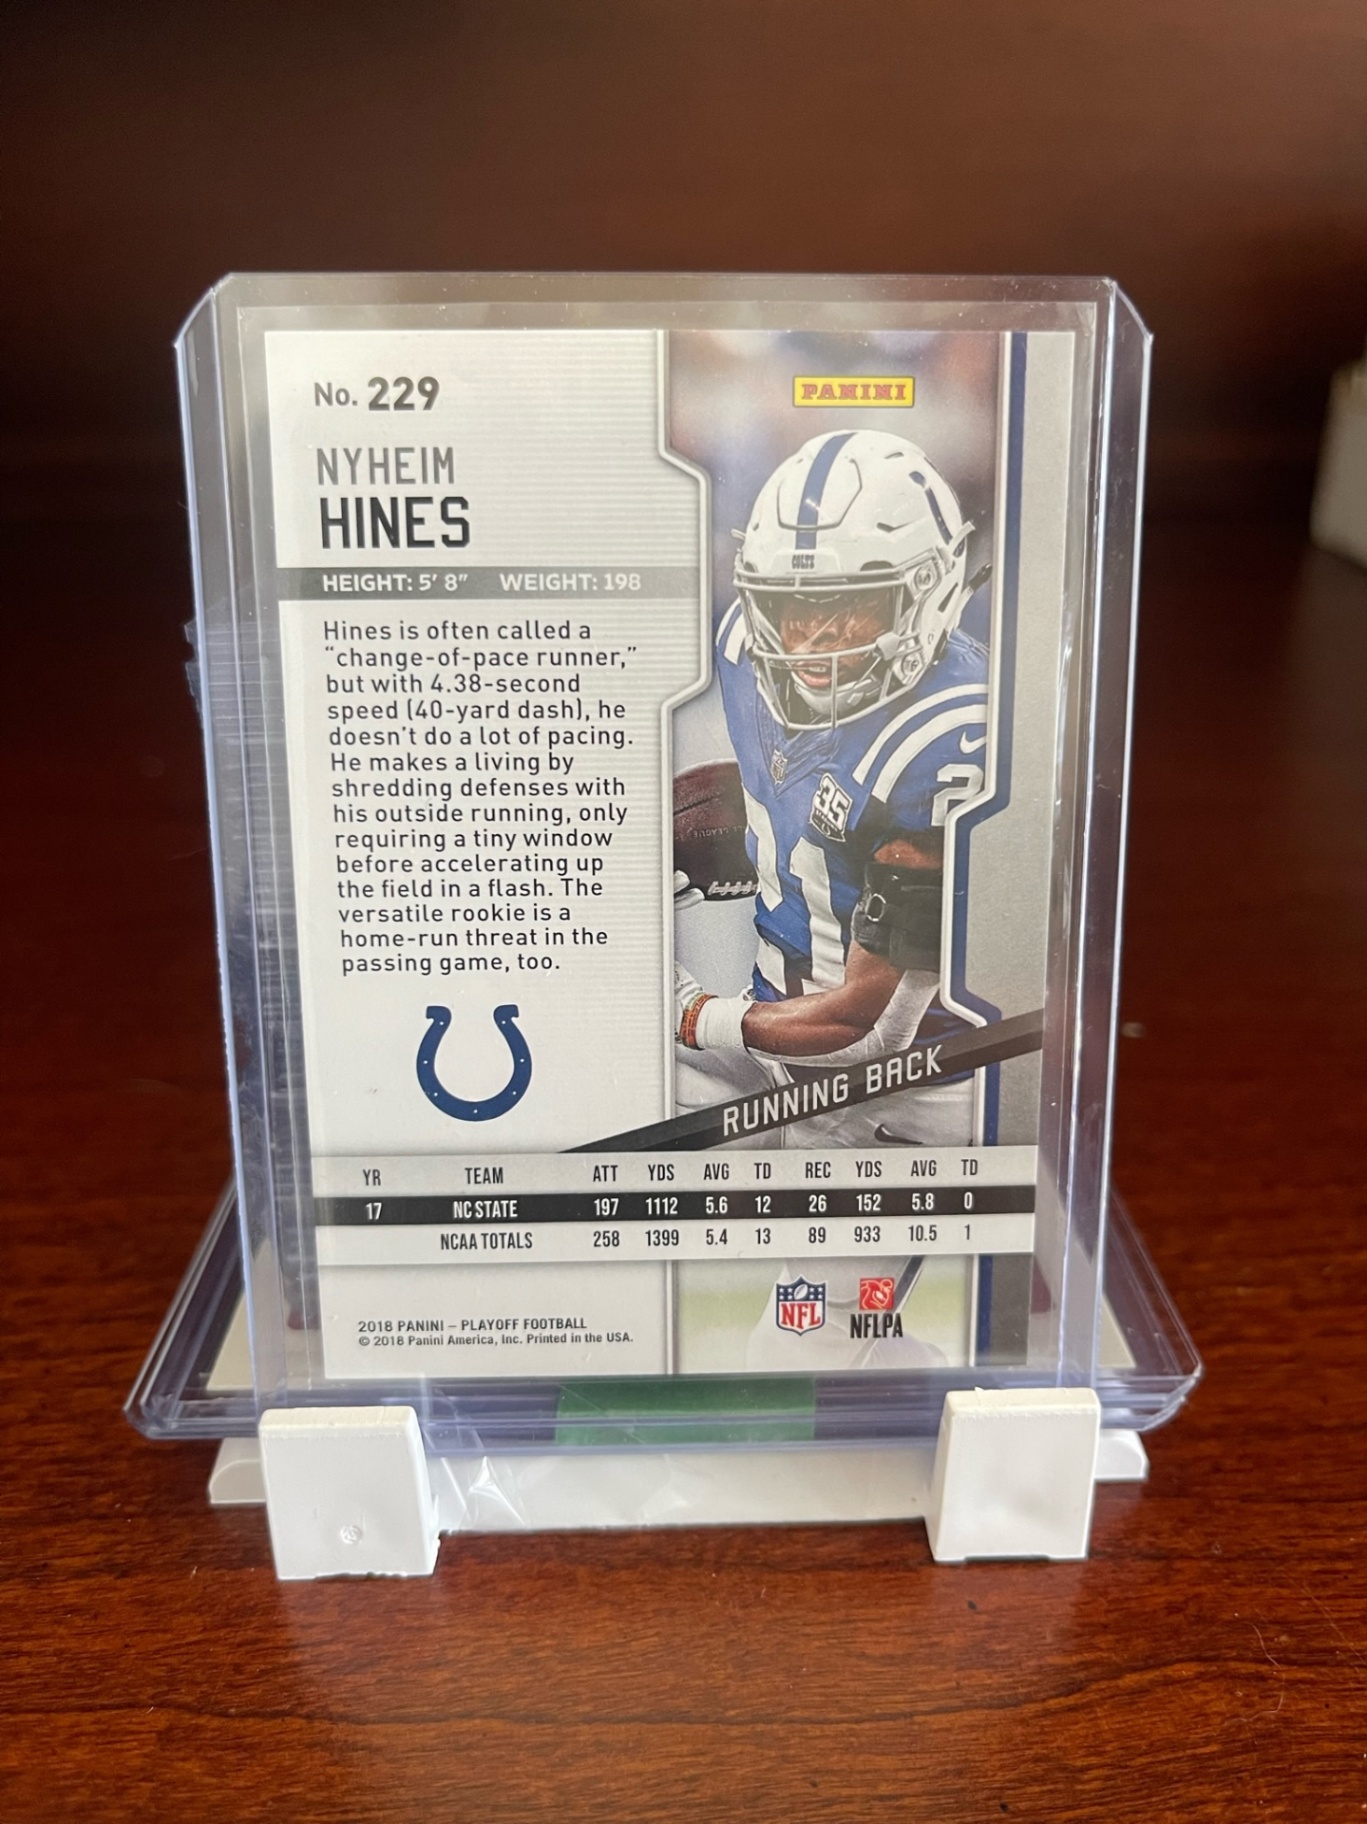 No. 229
PANINI
NYHEIM
HINES
HEIGHT: 5' 8" WEIGHT: 198
Hines is often called a
“change-of-pace runner,”
but with 4.38-second
speed (40-yard dash), he
doesn't do a lot of pacing.
He makes a living by
shredding defenses with
his outside running, only
requiring a tiny window
before accelerating up
the field in a flash. The
versatile rookie is a
home-run threat in the
passing game, too.
COLTS
35
21
2
RUNNING BACK
YR TEAM ATT YDS AVG TD REC YDS AVG TD
17 NC STATE 197 1112 5.6 12 26 152 5.8 0
NCAA TOTALS 258 1399 5.4 13 89 933 10.5 1
2018 PANINI – PLAYOFF FOOTBALL
© 2018 Panini America, Inc. Printed in the USA.
NFL
NFLPA